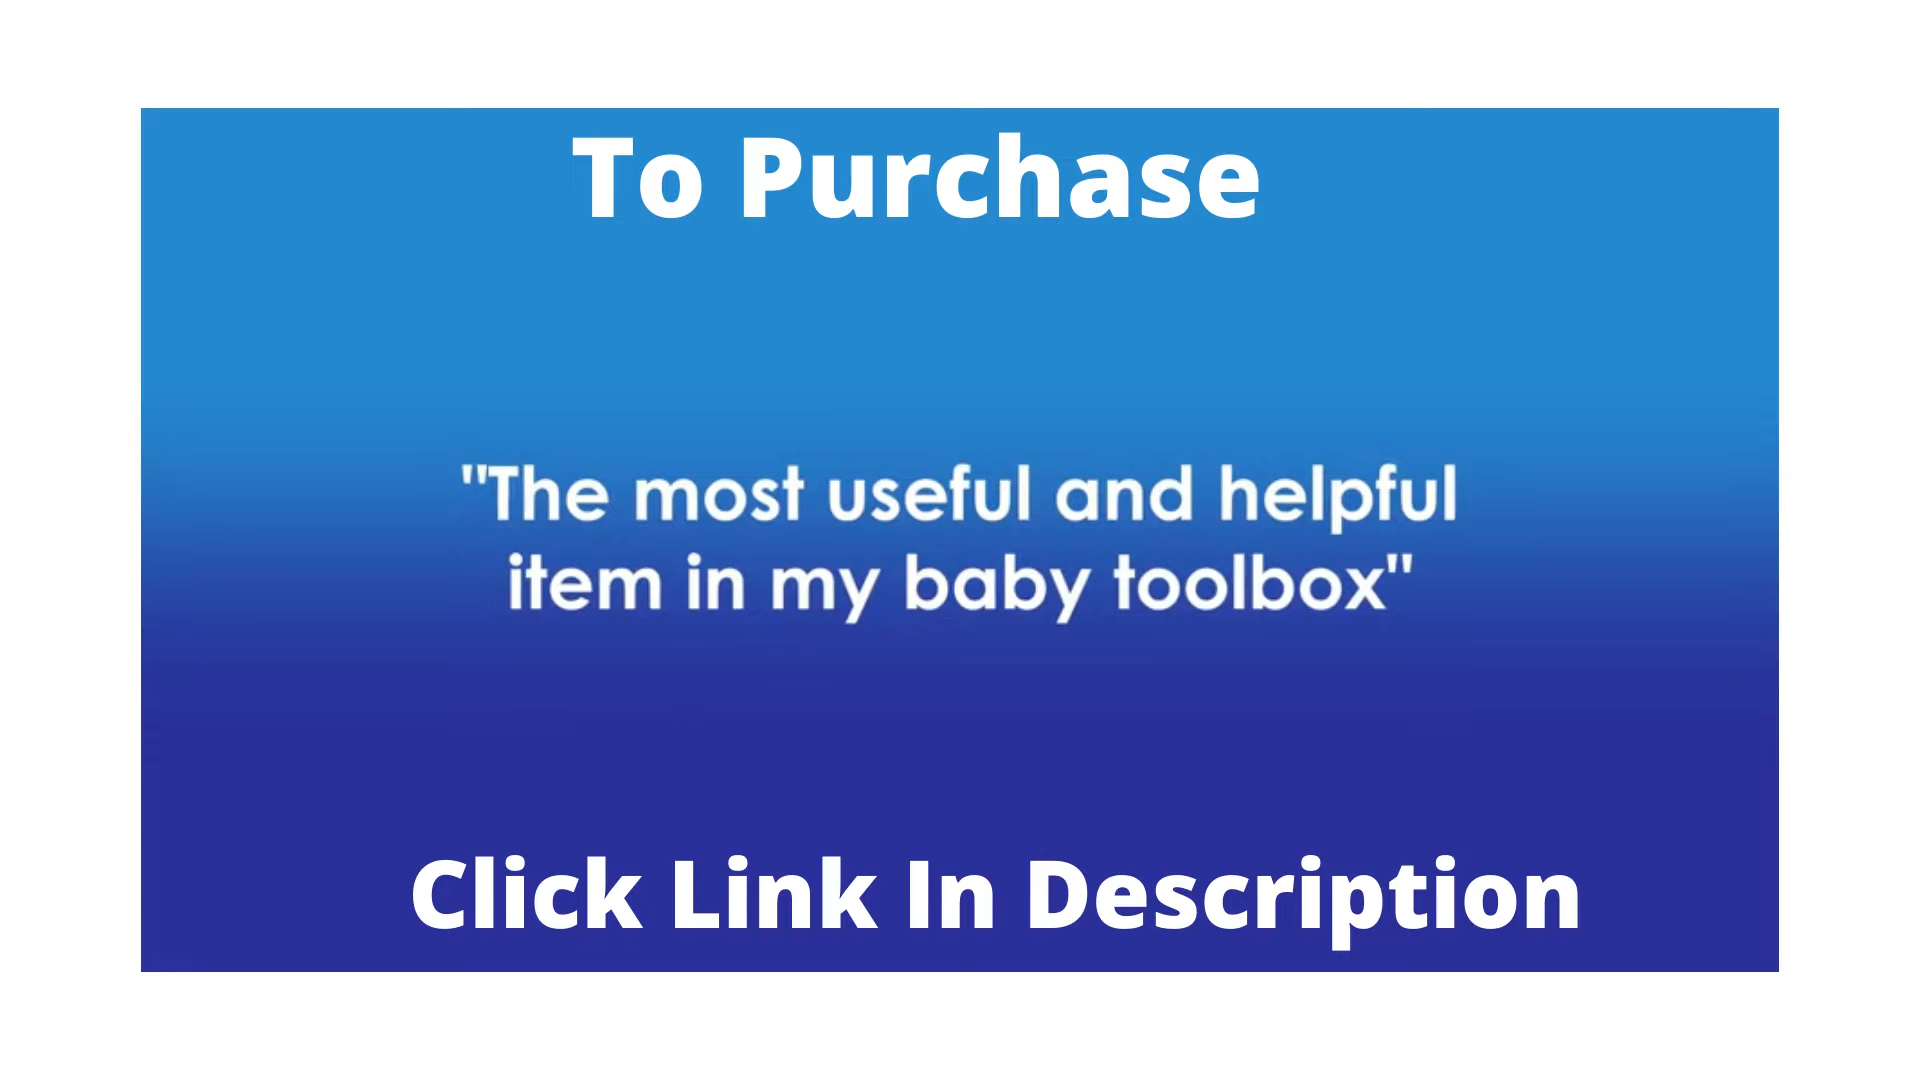 To Purchase
"The most useful and helpful
item in my baby toolbox"
Click Link In Description